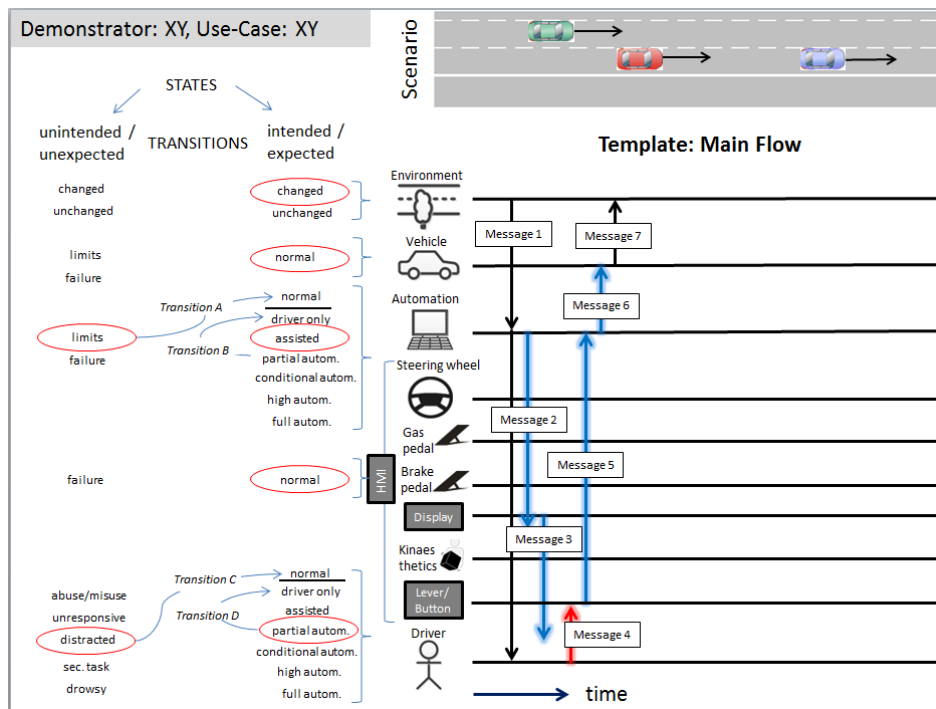 Demonstrator: XY, Use-Case: XY
Scenario
STATES
unintended /
unexpected
TRANSITIONS
intended /
expected
Template: Main Flow
changed
unchanged
changed
unchanged
Environment
Message 1
Message 7
limits
failure
normal
Vehicle
Message 6
Transition A
normal
driver only
limits
assisted
failure
Transition B
partial autom.
conditional autom.
high autom.
full autom.
Automation
Steering wheel
Message 2
Gas
pedal
Message 5
failure
normal
HMI
Brake
pedal
Display
Message 3
Kinaes
thetics
Lever/
Button
Message 4
Transition C
normal
driver only
abuse/misuse
unresponsive
assisted
Transition D
distracted
partial autom.
sec. task
conditional autom.
drowsy
high autom.
full autom.
Driver
time